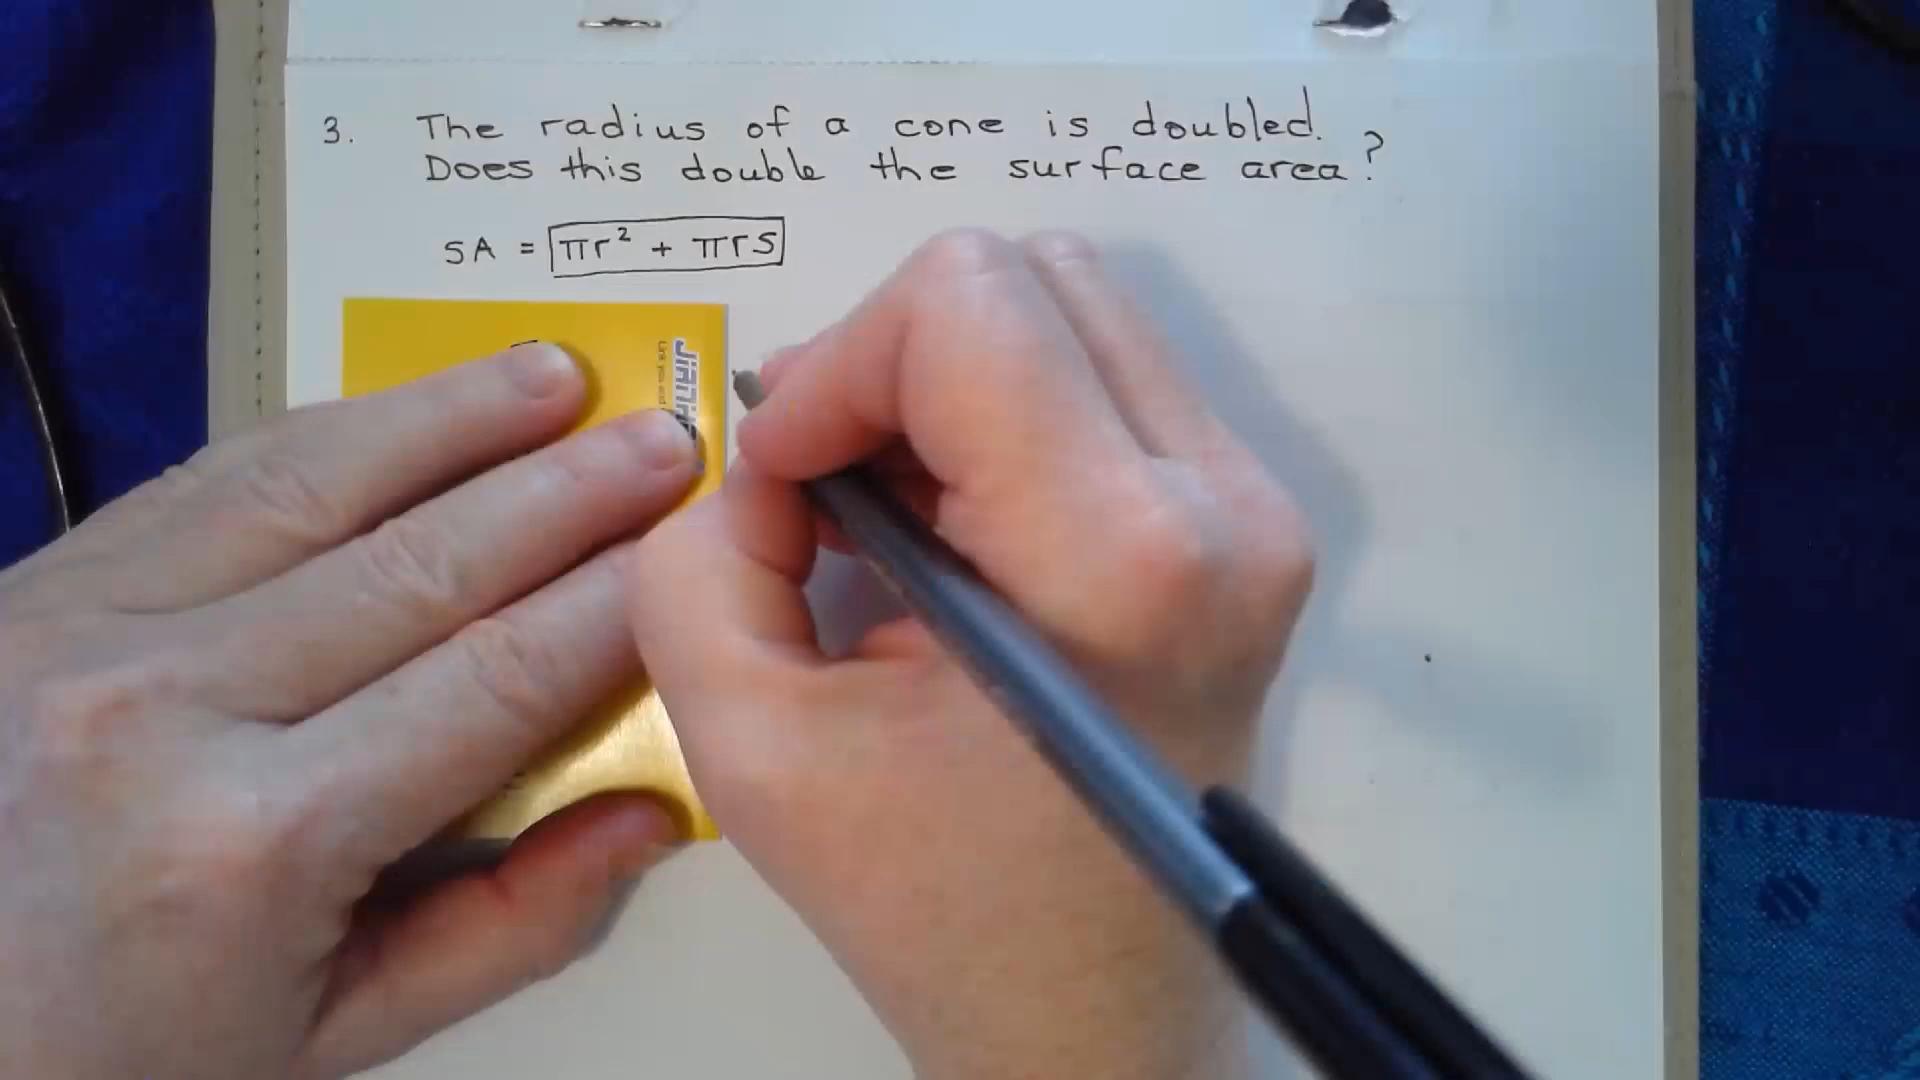 3. The radius of a cone is doubled.
Does this double the surface area?
SA = πr² + πrs